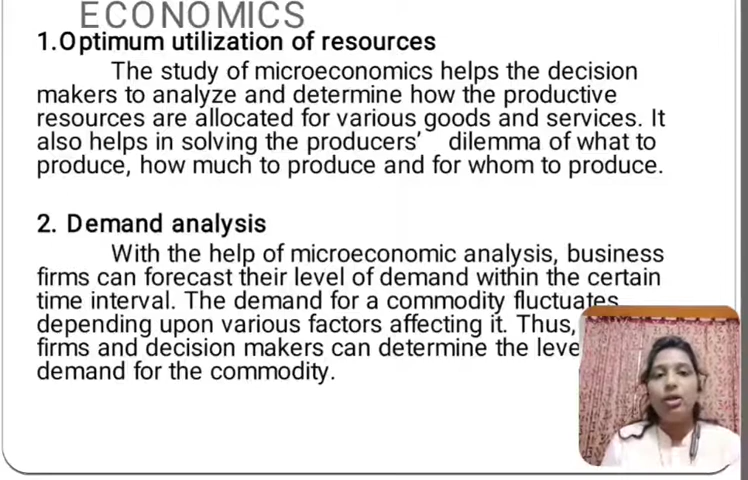 ECONOMICS
1.Optimum utilization of resources
The study of microeconomics helps the decision
makers to analyze and determine how the productive
resources are allocated for various goods and services. It
also helps in solving the producers' dilemma of what to
produce, how much to produce and for whom to produce.
2. Demand analysis
With the help of microeconomic analysis, business
firms can forecast their level of demand within the certain
time interval. The demand for a commodity fluctuates
depending upon various factors affecting it. Thus,
firms and decision makers can determine the leve
demand for the commodity.